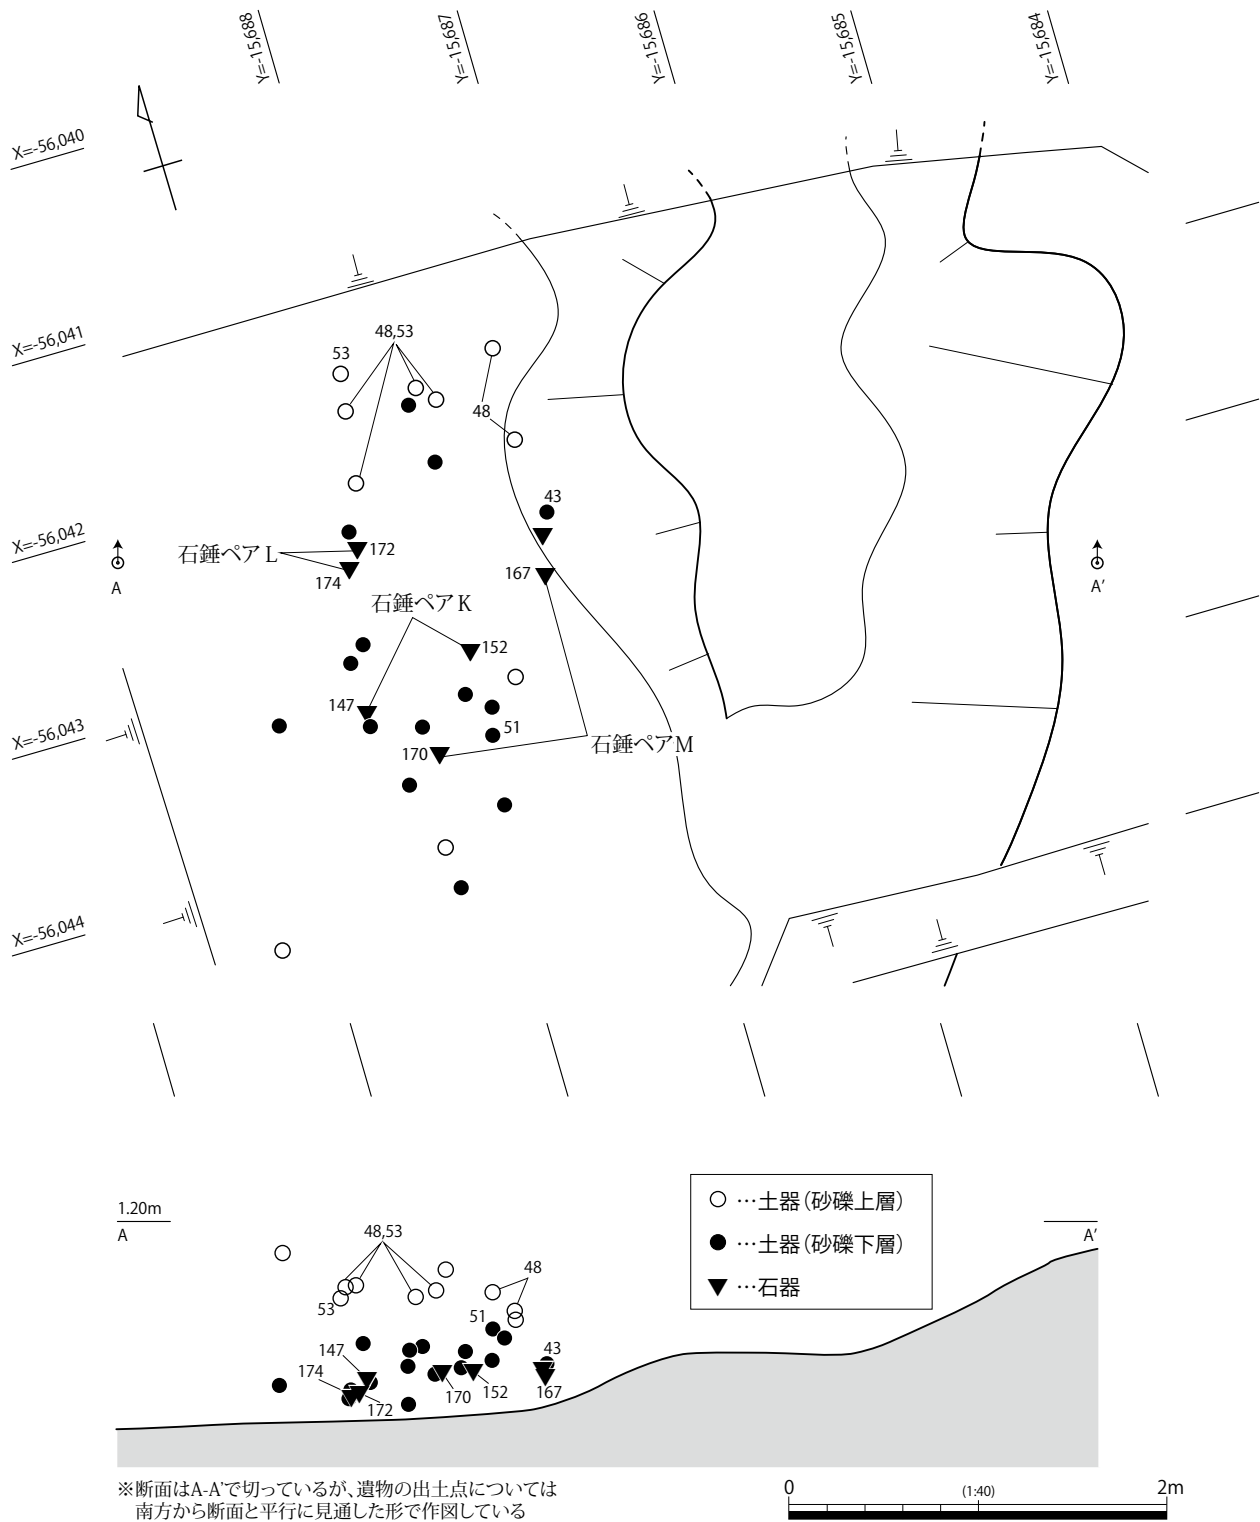 Y=-15,688
Y=-15,687
Y=-15,686
Y=-15,685
Y=-15,684
X=-56,040
X=-56,041
X=-56,042
X=-56,043
X=-56,044
48,53
53
48
43
石錘ペアL
172
174
167
石錘ペアK
152
147
51
170
石錘ペアM
A
A′
1.20m
A
A′
48,53
53
48
51
43
147
174
172
170
152
167
○…土器（砂礫上層）
●…土器（砂礫下層）
▼…石器
※断面はA-A'で切っているが、遺物の出土点については
南方から断面と平行に見通した形で作図している
0
(1:40)
2m